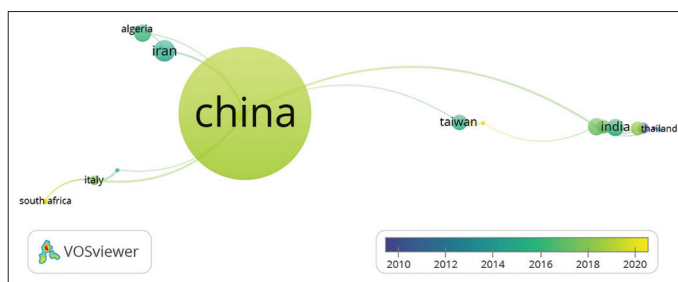 algeria
iran
china
taiwan
india
thailand
italy
south africa
VOSviewer
2010 2012 2014 2016 2018 2020